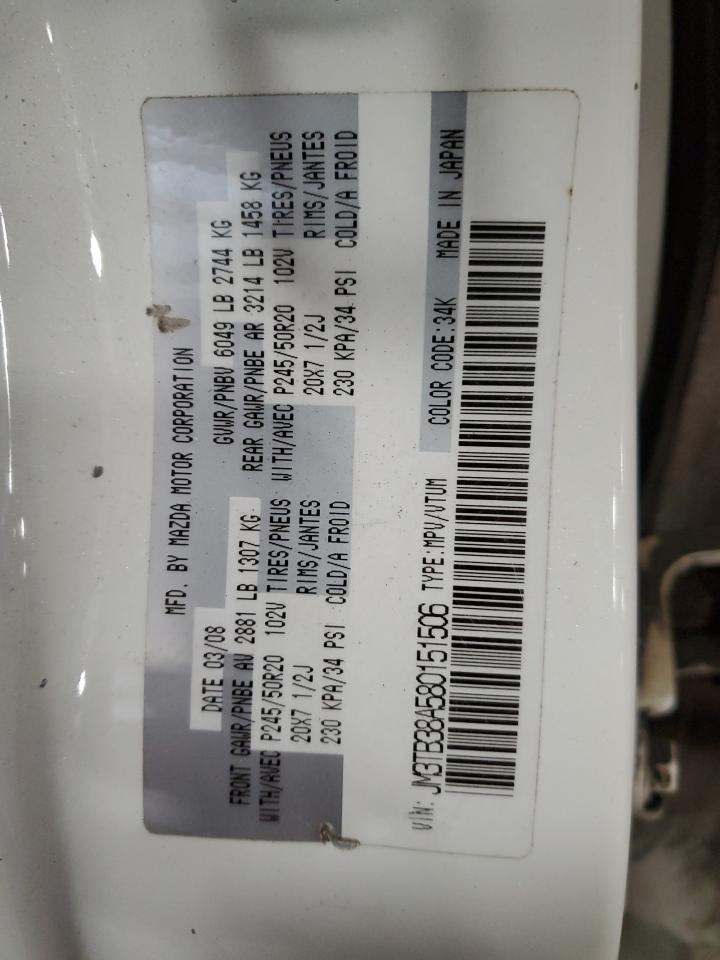 MFD. BY MAZDA MOTOR CORPORATION
DATE 03/08
GVWR/PNBV 6049 LB 2744 KG
FRONT GAWR/PNBE AV 2881 LB 1307 KG
REAR GAWR/PNBE AR 3214 LB 1458 KG
WITH/AVEC P245/50R20 102V TIRES/PNEUS
WITH/AVEC P245/50R20 102V TIRES/PNEUS
20X7 1/2J RIMS/JANTES
20X7 1/2J RIMS/JANTES
230 KPA/34 PSI COLD/A FROID
230 KPA/34 PSI COLD/A FROID
VIN: JM3TB38A580151506 TYPE:MPV/VTUM
COLOR CODE:34K MADE IN JAPAN